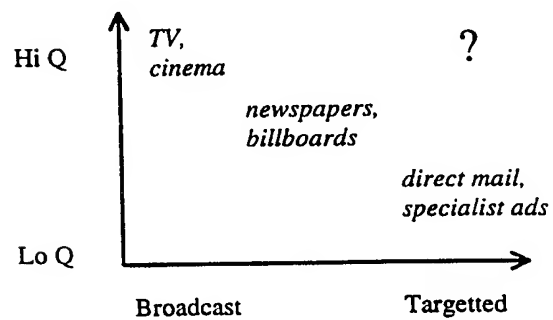 Hi Q
TV,
cinema
?
newspapers,
billboards
direct mail,
specialist ads
Lo Q
Broadcast
Targetted